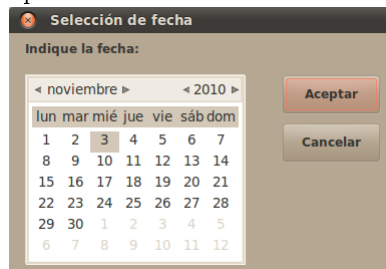 Selección de fecha
Indique la fecha:
◂ noviembre ▸ ◂ 2010 ▸
Aceptar
lun mar mié jue vie sáb dom
1 2 3 4 5 6 7
Cancelar
8 9 10 11 12 13 14
15 16 17 18 19 20 21
22 23 24 25 26 27 28
29 30 1 2 3 4 5
6 7 8 9 10 11 12